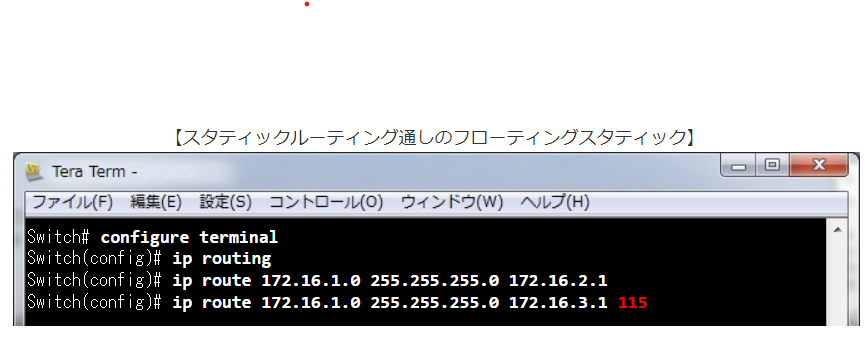 【スタティックルーティング通しのフローティングスタティック】
Tera Term -
ファイル(F) 編集(E) 設定(S) コントロール(O) ウィンドウ(W) ヘルプ(H)
Switch# configure terminal
Switch(config)# ip routing
Switch(config)# ip route 172.16.1.0 255.255.255.0 172.16.2.1
Switch(config)# ip route 172.16.1.0 255.255.255.0 172.16.3.1 115